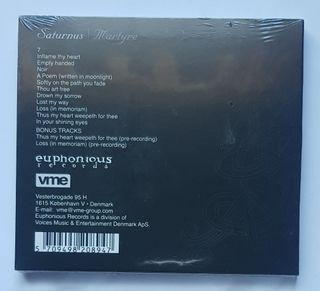 Saturnus | Martyre
7
Inflame thy heart
Empty handed
Noir
A Poem (written in moonlight)
Softly on the path you fade
Thou art free
Drown my sorrow
Lost my way
Loss (in memoriam)
Thus my heart weepeth for thee
In your shining eyes
BONUS TRACKS
Thus my heart weepeth for thee (pre-recording)
Loss (in memoriam) (pre-recording)
euphonious
records
vme
Vesterbrogade 95 H
1615 København V • Denmark
E-mail: vme@vme-group.com
Euphonious Records is a division of
Voices Music & Entertainment Denmark ApS.
5 709498 208947